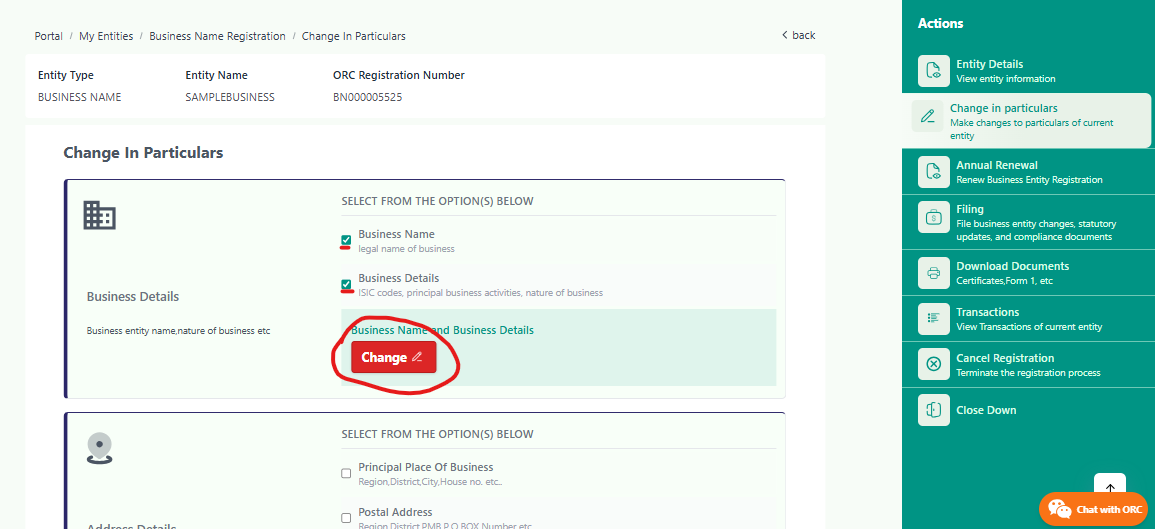 Portal / My Entities / Business Name Registration / Change In Particulars
back
Entity Type
Entity Name
ORC Registration Number
BUSINESS NAME
SAMPLEBUSINESS
BN000005525
Change In Particulars
SELECT FROM THE OPTION(S) BELOW
Business Name
legal name of business
Business Details
ISIC codes, principal business activities, nature of business
Business Details
Business entity name,nature of business etc
Business Name and Business Details
Change
SELECT FROM THE OPTION(S) BELOW
Principal Place Of Business
Region,District,City,House no. etc..
Postal Address
Region,District,PMB,P.O.BOX Number etc
Address Details
Actions
Entity Details
View entity information
Change in particulars
Make changes to particulars of current
entity
Annual Renewal
Renew Business Entity Registration
Filing
File business entity changes, statutory
updates, and compliance documents
Download Documents
Certificates,Form 1, etc
Transactions
View Transactions of current entity
Cancel Registration
Terminate the registration process
Close Down
Chat with ORC